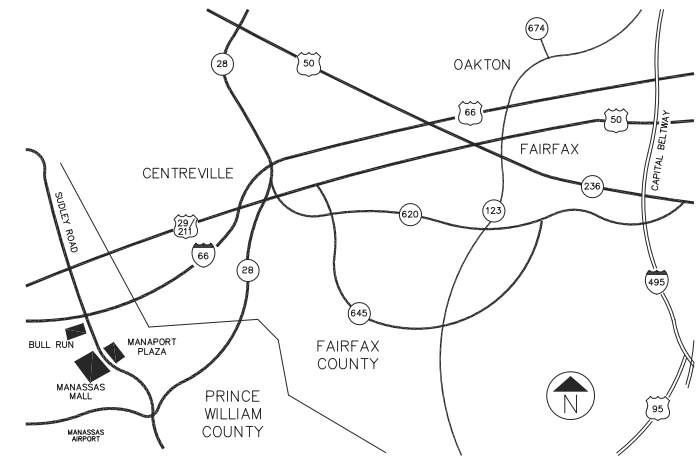 674
28
50
OAKTON
66
50
CAPITAL BELTWAY
FAIRFAX
CENTREVILLE
236
SUDLEY ROAD
29/
211
620
123
66
28
495
645
BULL RUN
MANAPORT
PLAZA
FAIRFAX
COUNTY
MANASSAS
MALL
PRINCE
WILLIAM
COUNTY
N
95
MANASSAS
AIRPORT